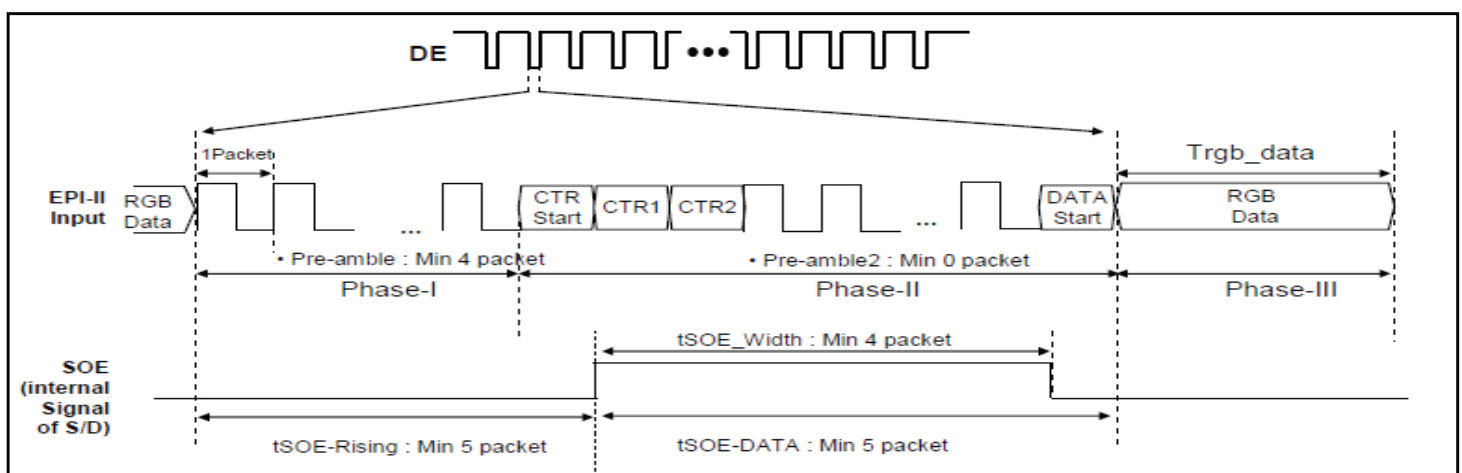 DE
1Packet
Trgb_data
EPI-II
Input
RGB
Data
...
CTR
Start
CTR1
CTR2
...
DATA
Start
RGB
Data
• Pre-amble : Min 4 packet
• Pre-amble2 : Min 0 packet
Phase-I
Phase-II
Phase-III
tSOE_Width : Min 4 packet
SOE
(internal
Signal
of S/D)
tSOE-Rising : Min 5 packet
tSOE-DATA : Min 5 packet